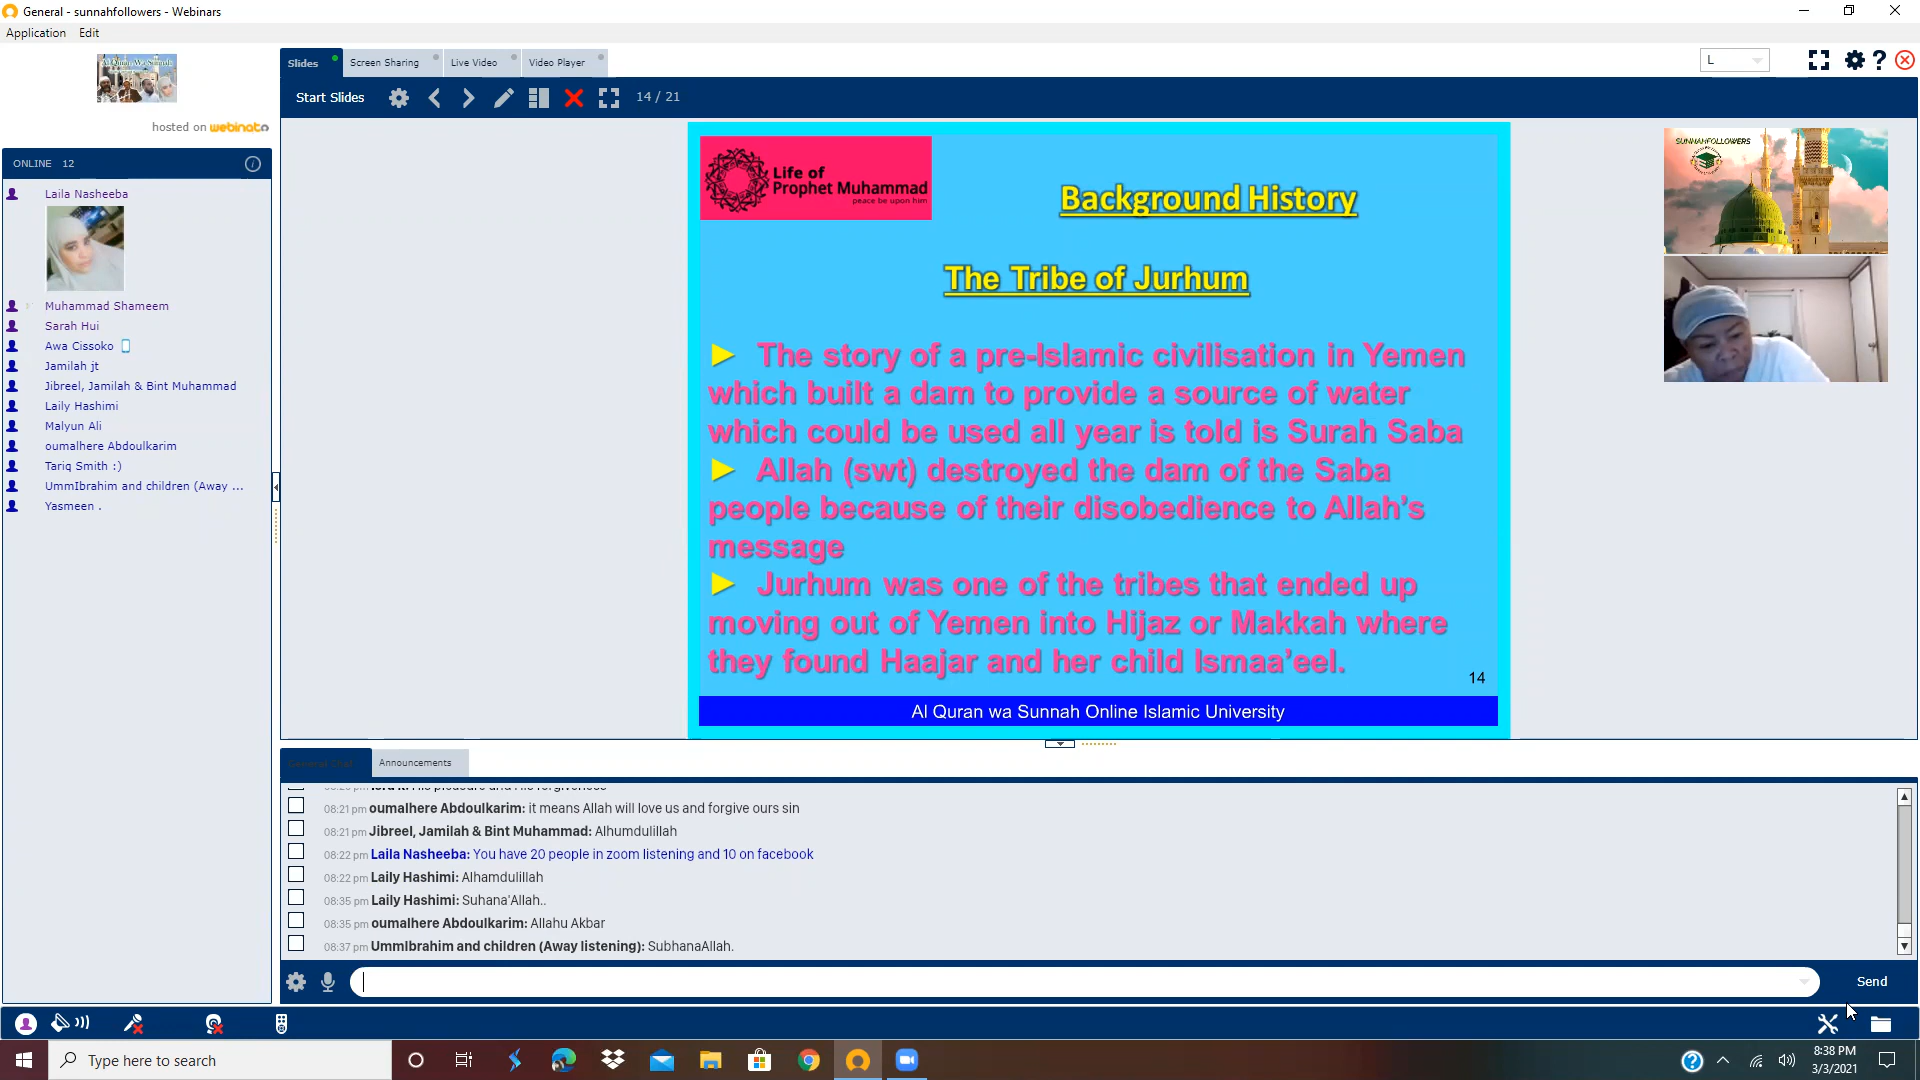 General - sunnahfollowers - Webinars
Application Edit
hosted on webinato
ONLINE 12
Laila Nasheeba
Muhammad Shameem
Sarah Hui
Awa Cissoko
Jamilah jt
Jibreel, Jamilah & Bint Muhammad
Laily Hashimi
Malyun Ali
oumalhere Abdoulkarim
Tariq Smith :)
UmmIbrahim and children (Away ...
Yasmeen .
Slides Screen Sharing Live Video Video Player
L
Start Slides 14 / 21
Life of
Prophet Muhammad
peace be upon him
Background History
The Tribe of Jurhum
► The story of a pre-Islamic civilisation in Yemen
which built a dam to provide a source of water
which could be used all year is told is Surah Saba
► Allah (swt) destroyed the dam of the Saba
people because of their disobedience to Allah's
message
► Jurhum was one of the tribes that ended up
moving out of Yemen into Hijaz or Makkah where
they found Haajar and her child Ismaa'eel.
14
Al Quran wa Sunnah Online Islamic University
SUNNAHFOLLOWERS
General Chat Announcements
08:21 pm oumalhere Abdoulkarim: it means Allah will love us and forgive ours sin
08:21 pm Jibreel, Jamilah & Bint Muhammad: Alhumdulillah
08:22 pm Laila Nasheeba: You have 20 people in zoom listening and 10 on facebook
08:22 pm Laily Hashimi: Alhamdulillah
08:35 pm Laily Hashimi: Suhana'Allah..
08:35 pm oumalhere Abdoulkarim: Allahu Akbar
08:37 pm UmmIbrahim and children (Away listening): SubhanaAllah.
Send
Type here to search
8:38 PM
3/3/2021